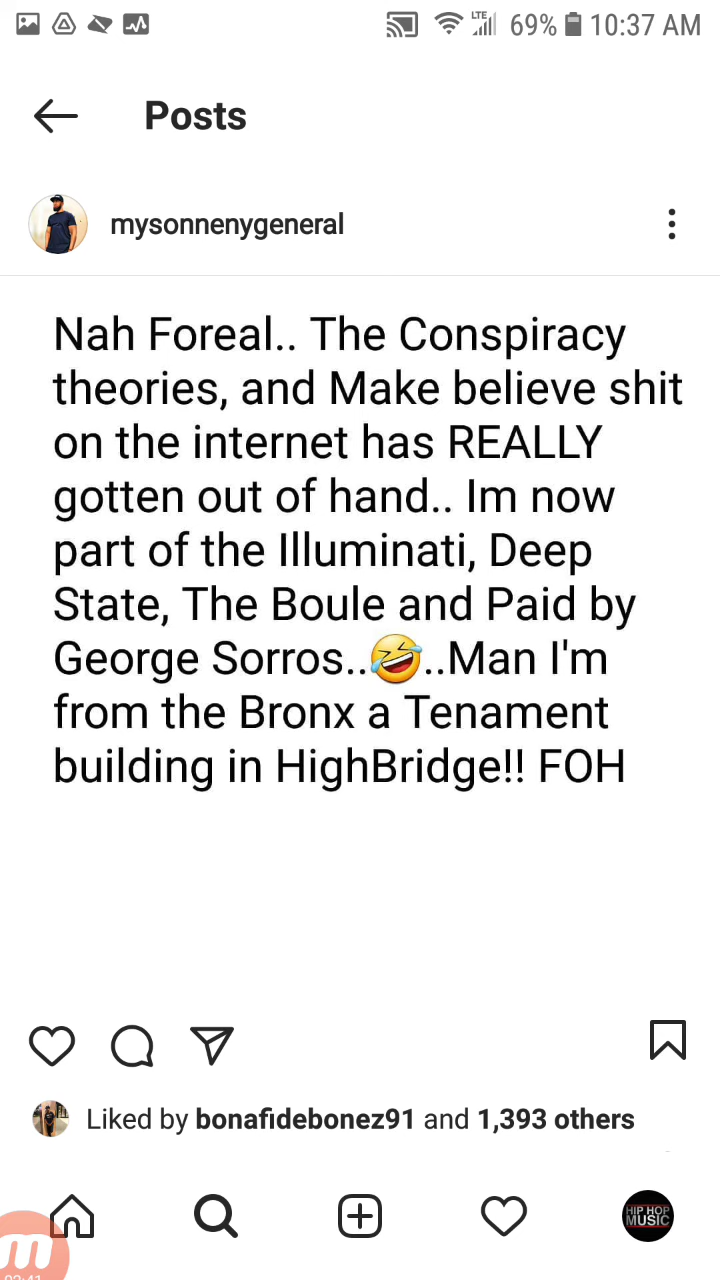 LTE 69% 10:37 AM
Posts
mysonnenygeneral
Nah Foreal.. The Conspiracy
theories, and Make believe shit
on the internet has REALLY
gotten out of hand.. Im now
part of the Illuminati, Deep
State, The Boule and Paid by
George Sorros..🤣..Man I'm
from the Bronx a Tenament
building in HighBridge!! FOH
Liked by bonafidebonez91 and 1,393 others
HIP HOP
MUSIC
m